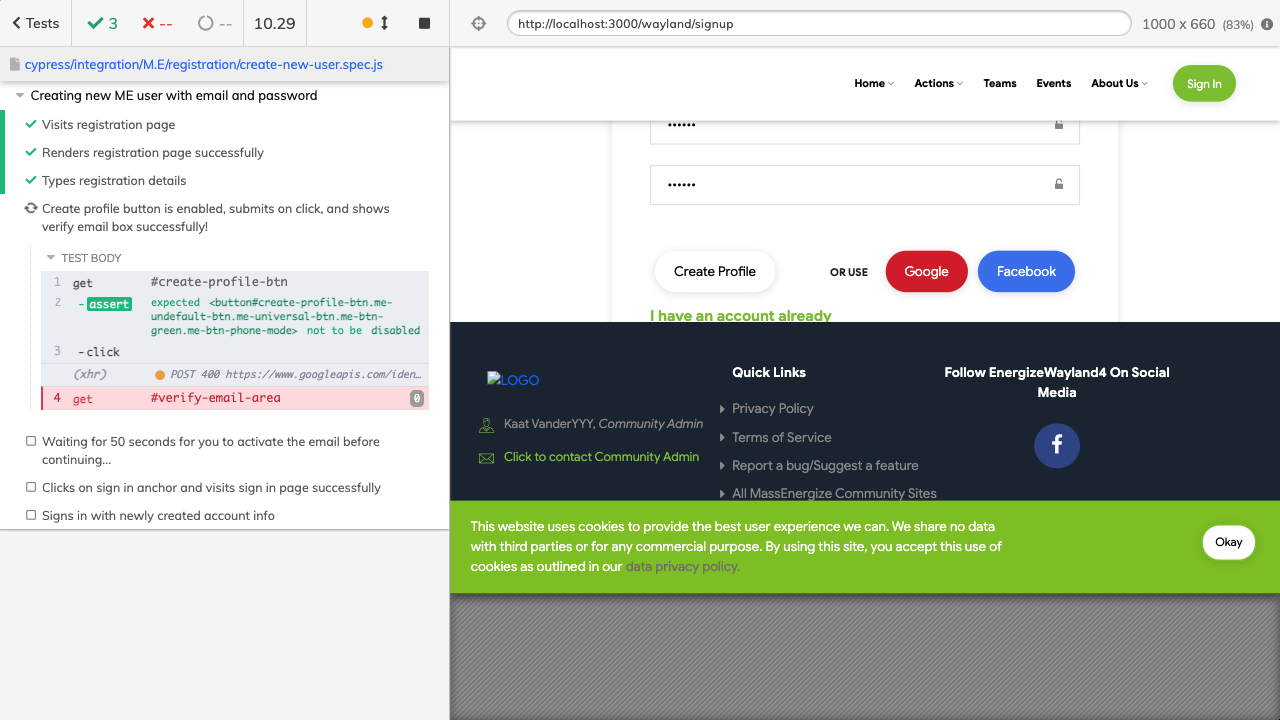 Tests
3
--
--
10.29
http://localhost:3000/wayland/signup
1000 x 660 (83%)
cypress/integration/M.E/registration/create-new-user.spec.js
Creating new ME user with email and password
Visits registration page
Renders registration page successfully
Types registration details
Create profile button is enabled, submits on click, and shows
verify email box successfully!
TEST BODY
1 get #create-profile-btn
2 -assert expected <button#create-profile-btn.me-
undefault-btn.me-universal-btn.me-btn-
green.me-btn-phone-mode> not to be disabled
3 -click
(xhr) POST 400 https://www.googleapis.com/iden…
4 get #verify-email-area 0
Waiting for 50 seconds for you to activate the email before
continuing...
Clicks on sign in anchor and visits sign in page successfully
Signs in with newly created account info
Home
Actions
Teams
Events
About Us
Sign In
••••••
••••••
Create Profile
OR USE
Google
Facebook
I have an account already
LOGO
Kaat VanderYYY, Community Admin
Click to contact Community Admin
Quick Links
Privacy Policy
Terms of Service
Report a bug/Suggest a feature
All MassEnergize Community Sites
Follow EnergizeWayland4 On Social
Media
This website uses cookies to provide the best user experience we can. We share no data
with third parties or for any commercial purpose. By using this site, you accept this use of
cookies as outlined in our data privacy policy.
Okay